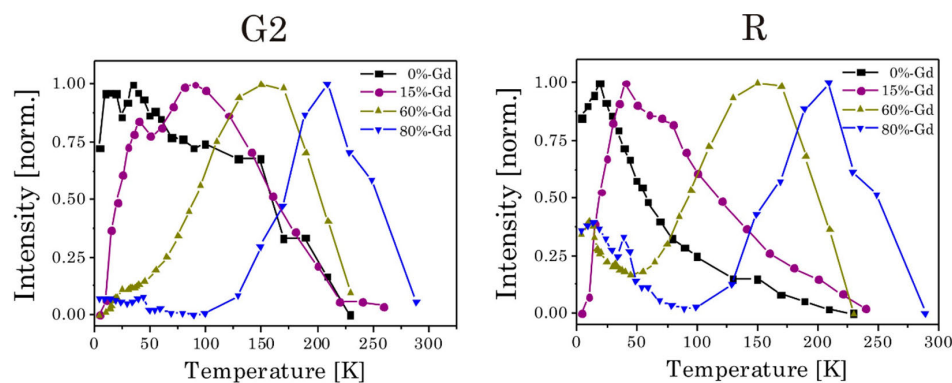 G2
Intensity [norm.]
1.00
0.75
0.50
0.25
0.00
0%-Gd
15%-Gd
60%-Gd
80%-Gd
0
50
100
150
200
250
300
Temperature [K]
R
Intensity [norm.]
1.00
0.75
0.50
0.25
0.00
0%-Gd
15%-Gd
60%-Gd
80%-Gd
0
50
100
150
200
250
300
Temperature [K]